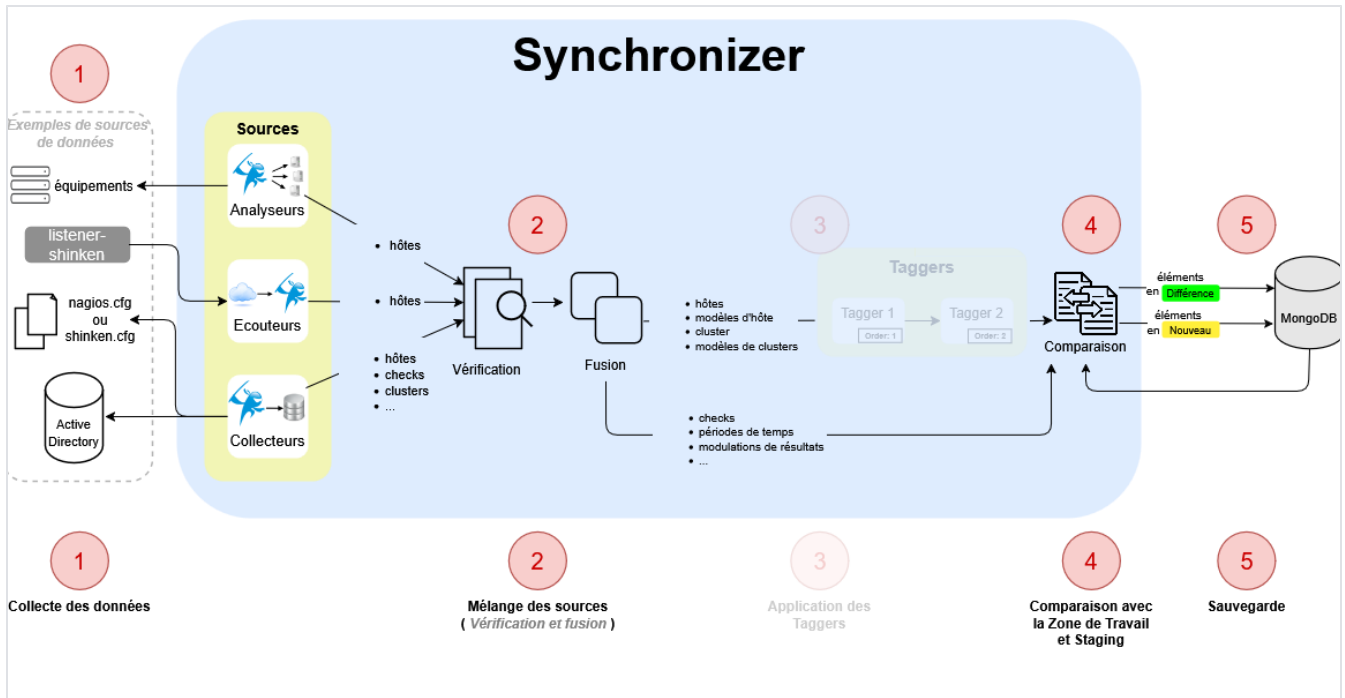 Synchronizer
1
Exemples de sources
de données
équipements
listener-
shinken
nagios.cfg
ou
shinken.cfg
Active
Directory
Sources
Analyseurs
Ecouteurs
Collecteurs
• hôtes
• hôtes
• hôtes
• checks
• clusters
• ...
2
Vérification
Fusion
• hôtes
• modèles d'hôte
• cluster
• modèles de clusters
• checks
• périodes de temps
• modulations de résultats
• ...
3
Taggers
Tagger 1
Order: 1
Tagger 2
Order: 2
4
Comparaison
5
éléments
en Différence
éléments
en Nouveau
MongoDB
1
Collecte des données
2
Mélange des sources
( Vérification et fusion )
3
Application des
Taggers
4
Comparaison avec
la Zone de Travail
et Staging
5
Sauvegarde